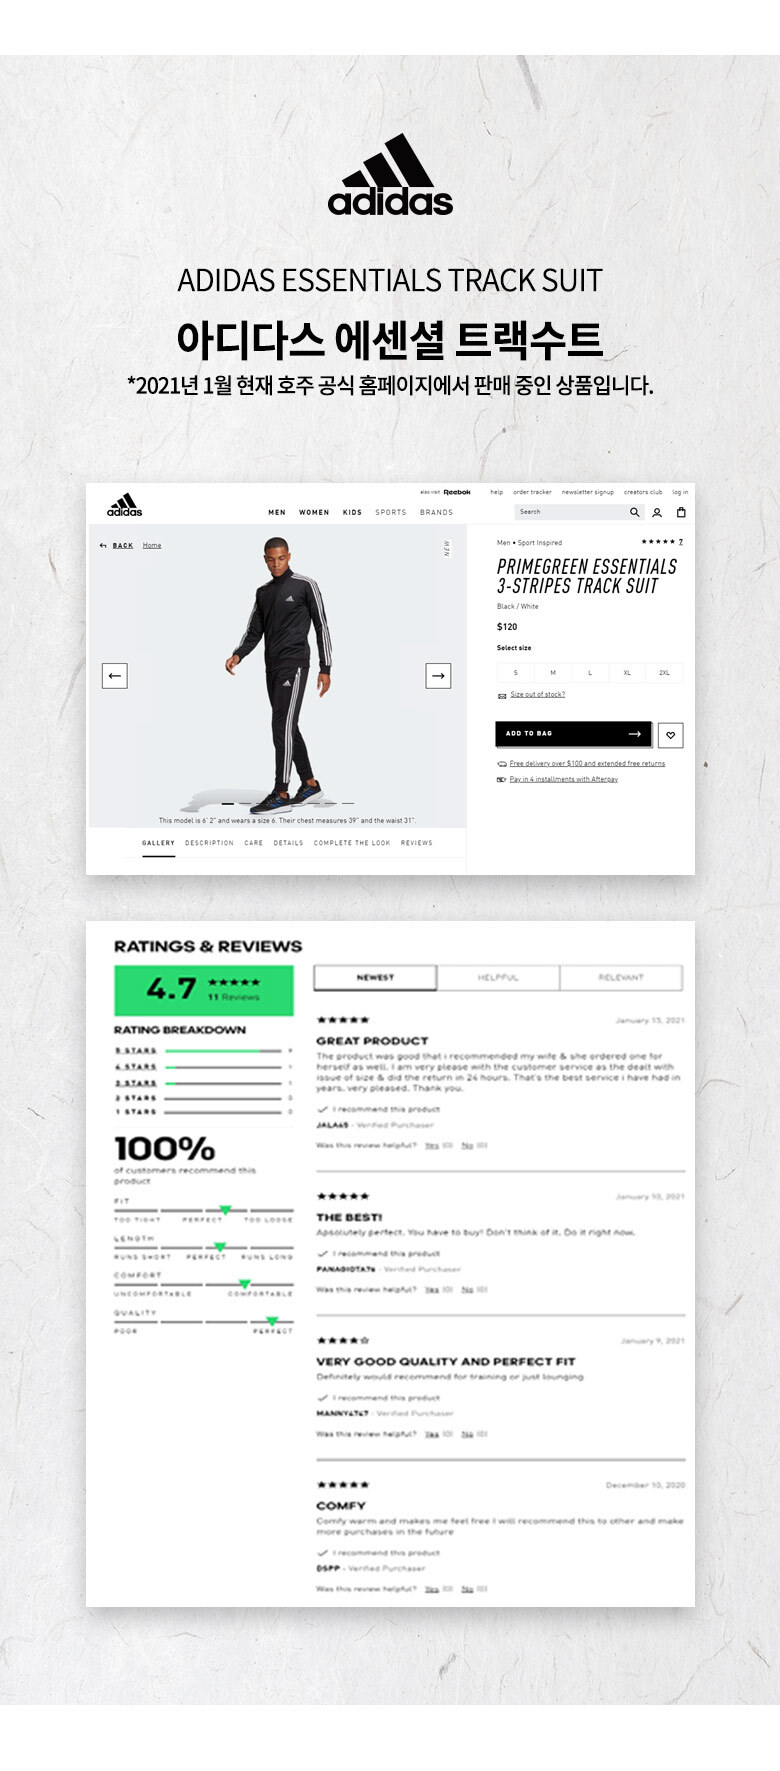 adidas
ADIDAS ESSENTIALS TRACK SUIT
아디다스 에센셜 트랙수트
*2021년 1월 현재 호주 공식 홈페이지에서 판매 중인 상품입니다.
also visit Reebok help order tracker newsletter signup creators club log in
adidas
MEN WOMEN KIDS SPORTS BRANDS Search
BACK Home
NEW
Men • Sport Inspired 7
PRIMEGREEN ESSENTIALS
3-STRIPES TRACK SUIT
Black / White
$120
Select size
S M L XL 2XL
Size out of stock?
ADD TO BAG
Free delivery over $100 and extended free returns
Pay in 4 installments with Afterpay
This model is 6' 2" and wears a size 6. Their chest measures 39" and the waist 31".
GALLERY DESCRIPTION CARE DETAILS COMPLETE THE LOOK REVIEWS
RATINGS & REVIEWS
4.7
11 Reviews
RATING BREAKDOWN
5 STARS 9
4 STARS 1
3 STARS 1
2 STARS 0
1 STARS 0
100%
of customers recommend this
product
FIT
TOO TIGHT PERFECT TOO LOOSE
LENGTH
RUNS SHORT PERFECT RUNS LONG
COMFORT
UNCOMFORTABLE COMFORTABLE
QUALITY
POOR PERFECT
NEWEST HELPFUL RELEVANT
January 13, 2021
GREAT PRODUCT
The product was good that i recommended my wife & she ordered one for
herself as well. I am very please with the customer service as the dealt with
issue of size & did the return in 24 hours. That's the best service i have had in
years. very pleased. Thank you.
I recommend this product
- Verified Purchaser
Was this review helpful? Yes (0) No (0)
January 10, 2021
THE BEST!
Apsolutely perfect. You have to buy! Don't think of it. Do it right now.
I recommend this product
- Verified Purchaser
Was this review helpful? Yes (0) No (0)
January 9, 2021
VERY GOOD QUALITY AND PERFECT FIT
Definitely would recommend for training or just lounging
I recommend this product
- Verified Purchaser
Was this review helpful? Yes (0) No (0)
December 10, 2020
COMFY
Comfy warm and makes me feel free I will recommend this to other and make
more purchases in the future
I recommend this product
DSPP - Verified Purchaser
Was this review helpful? Yes (0) No (0)